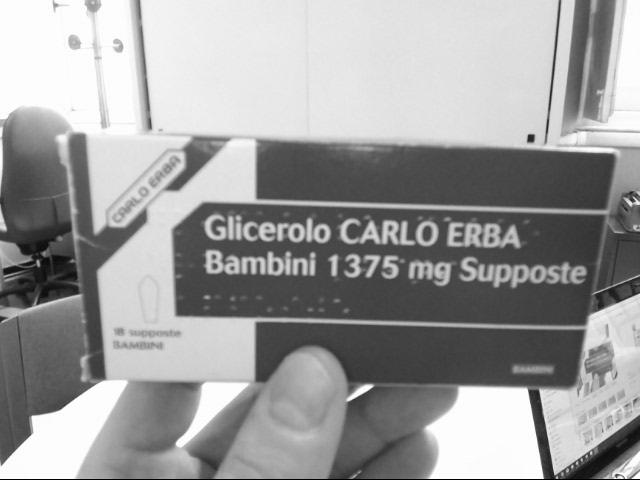 CARLO ERBA
Glicerolo CARLO ERBA
Bambini 1375 mg Supposte
18 supposte
BAMBINI
BAMBINI